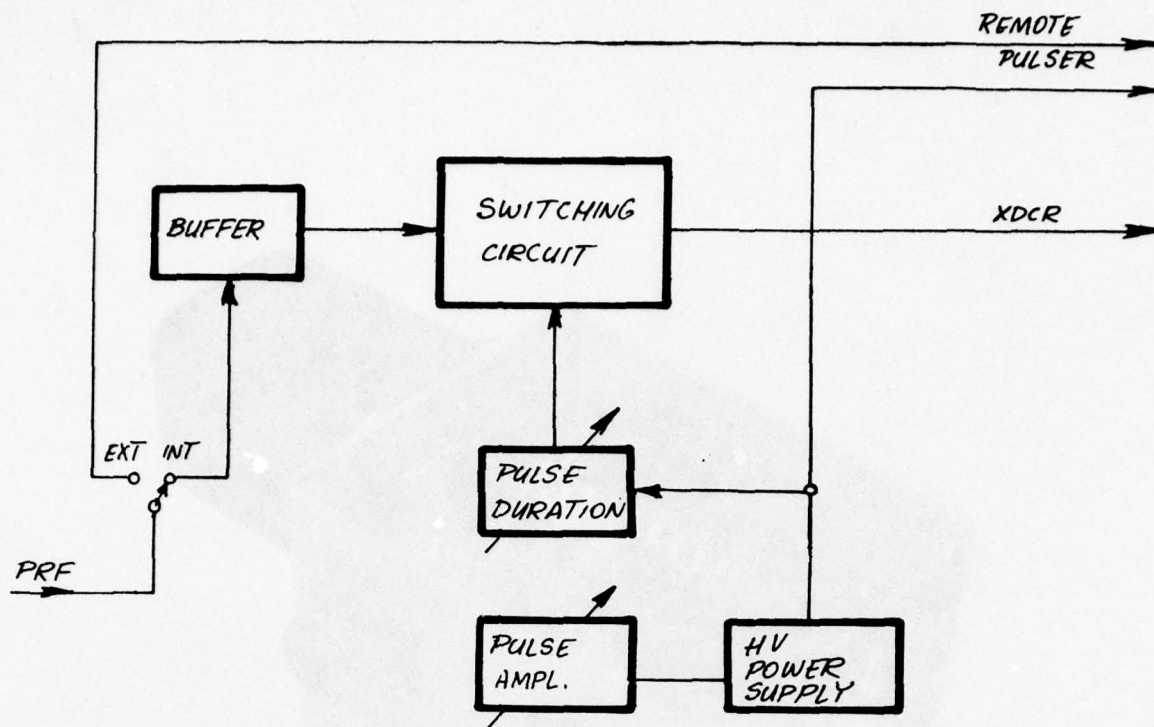 REMOTE
PULSER
BUFFER
SWITCHING
CIRCUIT
XDCR
EXT INT
PRF
PULSE
DURATION
PULSE
AMPL.
HV
POWER
SUPPLY